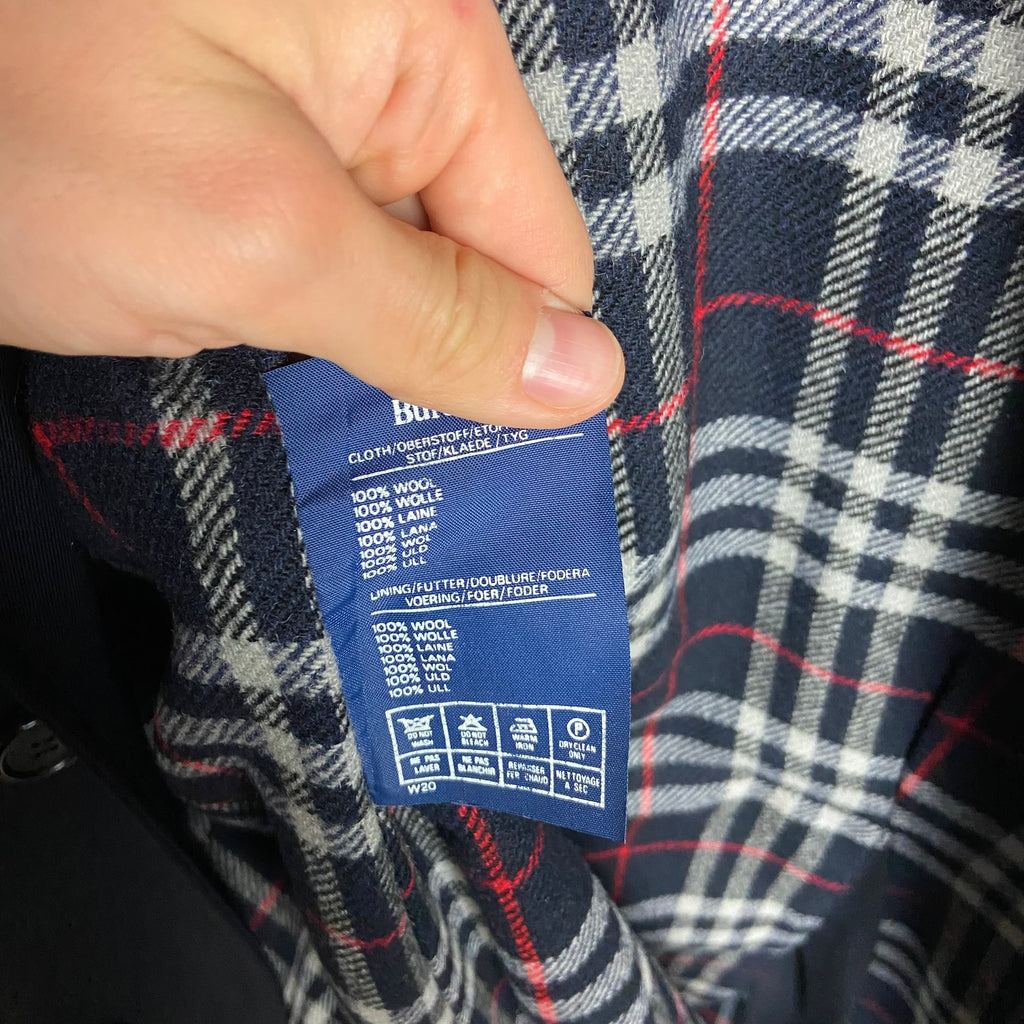 CLOTH/OBERSTOFF/ETOF
STOF/KLAEDE/TYG
100% WOOL
100% WOLLE
100% LAINE
100% LANA
100% WOL
100% ULD
100% ULL
LINING/FUTTER/DOUBLURE/FODERA
VOERING/FOER/FODER
100% WOOL
100% WOLLE
100% LAINE
100% LANA
100% WOL
100% ULD
100% ULL
DO NOT WASH
DO NOT BLEACH
WARM IRON
P
DRYCLEAN ONLY
NE PAS LAVER
NE PAS BLANCHIR
REPASSER FER CHAUD
NETTOYAGE A SEC
W20